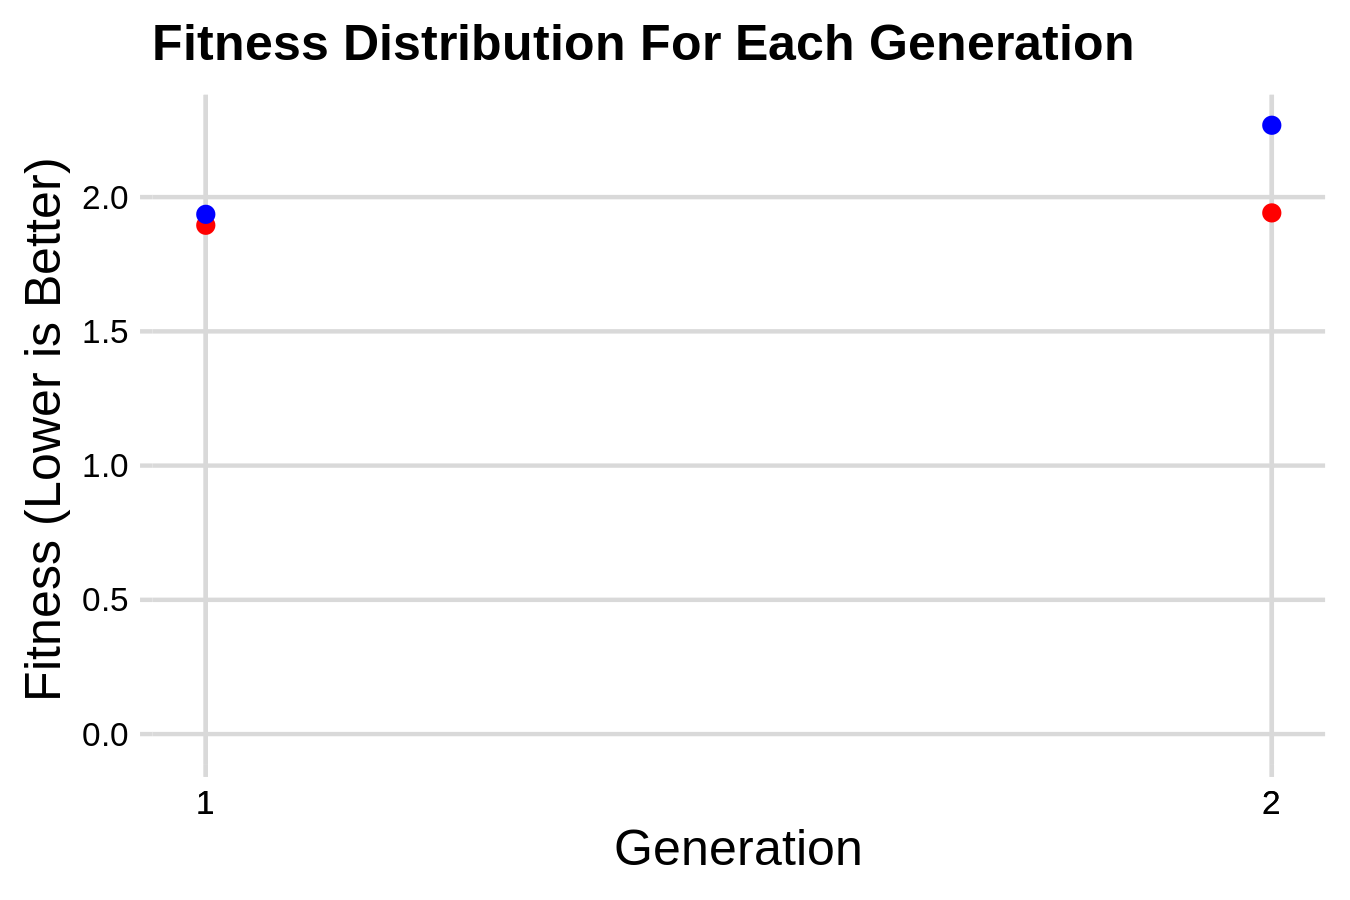 Fitness Distribution For Each Generation
Fitness (Lower is Better)
2.0
1.5
1.0
0.5
0.0
1
2
Generation